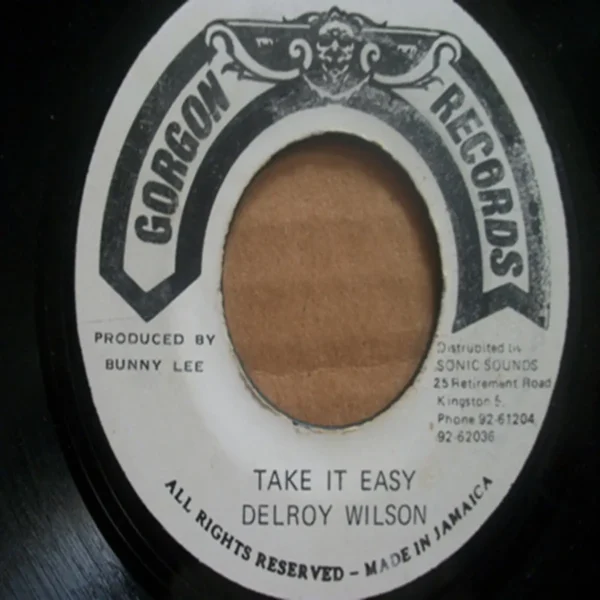 GORGON RECORDS
PRODUCED BY
BUNNY LEE
Distrubited by
SONIC SOUNDS
25 Retirement Road
Kingston 5.
Phone 92-61204
92-62036
TAKE IT EASY
DELROY WILSON
ALL RIGHTS RESERVED - MADE IN JAMAICA